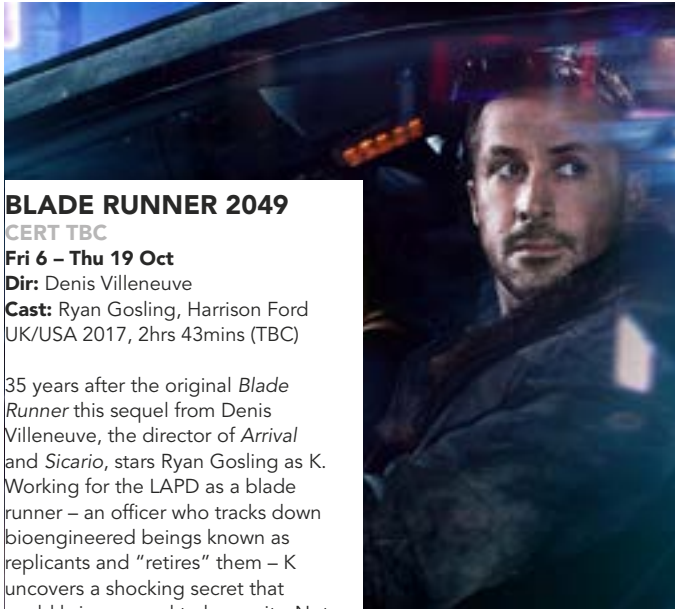 BLADE RUNNER 2049
CERT TBC
Fri 6 – Thu 19 Oct
Dir: Denis Villeneuve
Cast: Ryan Gosling, Harrison Ford
UK/USA 2017, 2hrs 43mins (TBC)
35 years after the original Blade
Runner this sequel from Denis
Villeneuve, the director of Arrival
and Sicario, stars Ryan Gosling as K.
Working for the LAPD as a blade
runner – an officer who tracks down
bioengineered beings known as
replicants and “retires” them – K
uncovers a shocking secret that